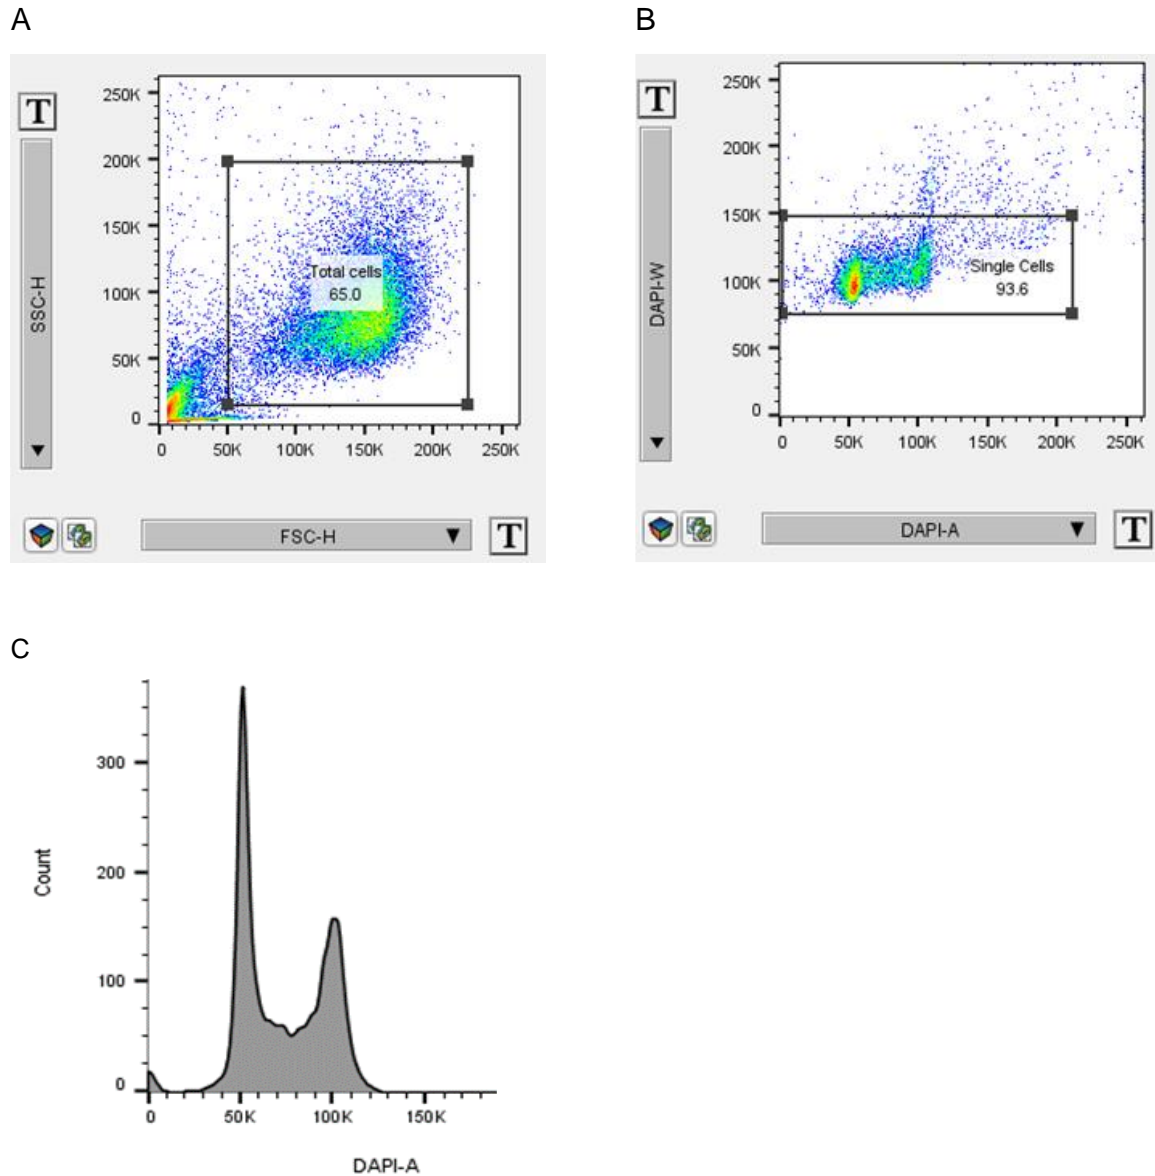 A
B
T
250K
200K
150K
100K
50K
0
SSC-H
Total cells
65.0
0 50K 100K 150K 200K 250K
FSC-H
T
T
250K
200K
150K
100K
50K
0
DAPI-W
Single Cells
93.6
0 50K 100K 150K 200K 250K
DAPI-A
T
C
300
200
100
0
Count
0 50K 100K 150K
DAPI-A